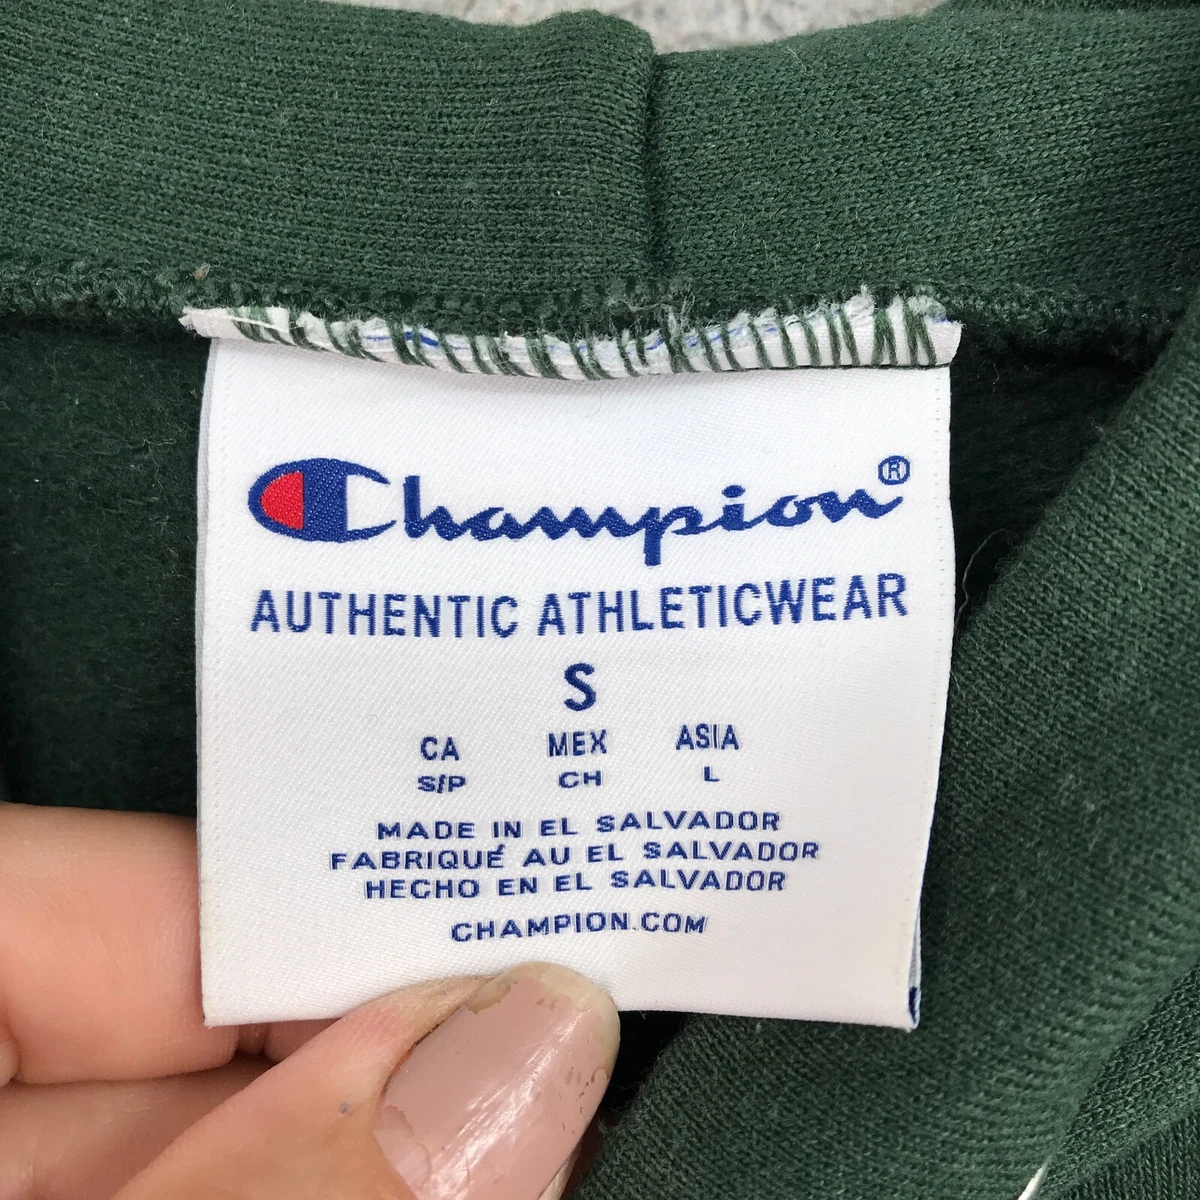 Champion®
AUTHENTIC ATHLETICWEAR
S
CA MEX ASIA
S/P CH L
MADE IN EL SALVADOR
FABRIQUÉ AU EL SALVADOR
HECHO EN EL SALVADOR
CHAMPION.COM